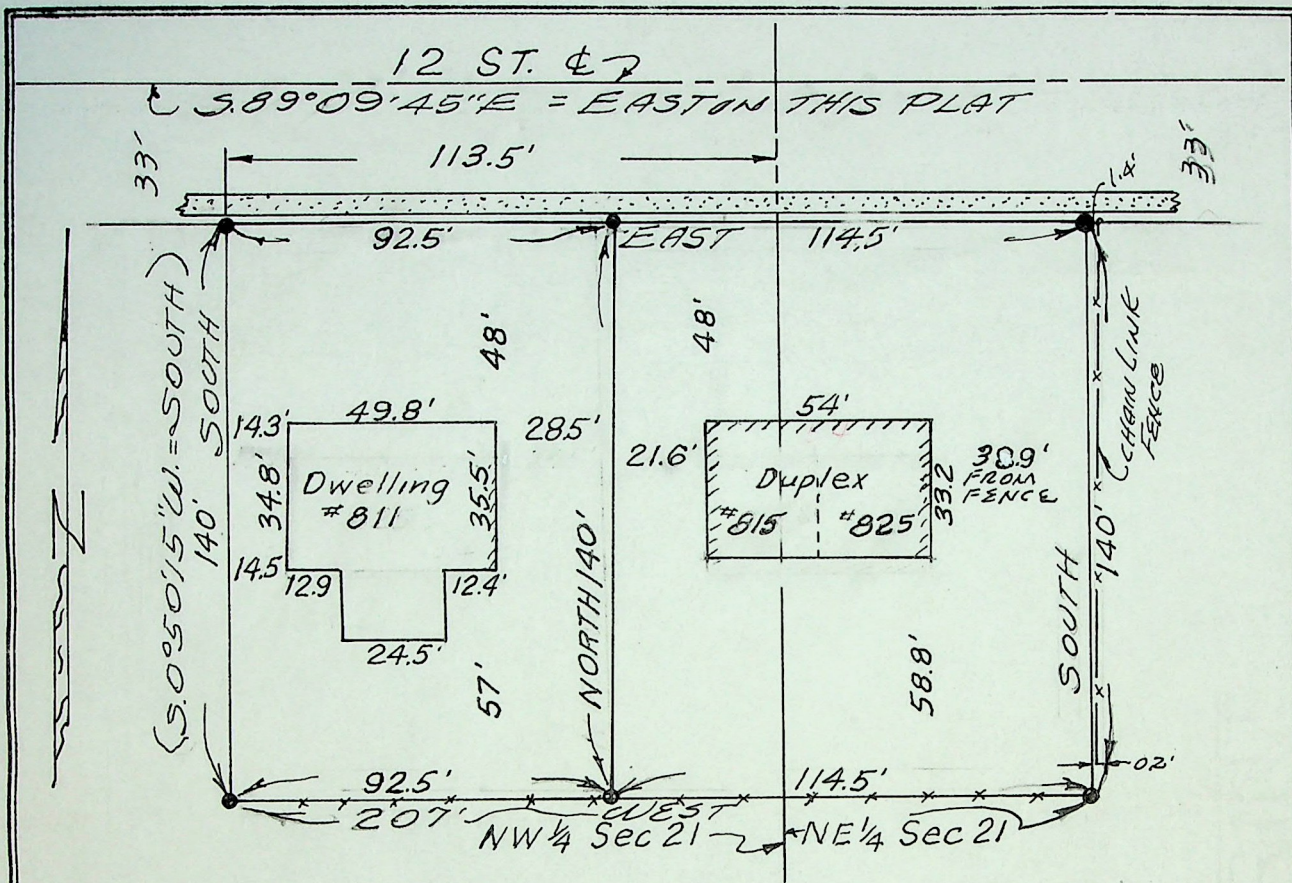 12 ST. ℄
S.89°09'45"E = EAST ON THIS PLAT
33'
113.5'
33'
92.5'
EAST
114.5'
(S.0°50'15"W.=SOUTH)
SOUTH
140'
48'
48'
CHAIN LINK
FENCE
14.3'
49.8'
28.5'
21.6'
54'
34.8'
Dwelling
#811
35.5'
Duplex
#815
#825
33.2
30.9'
FROM
FENCE
14.5'
12.9
12.4'
24.5'
57'
NORTH 140'
58.8'
SOUTH
140'
0.2'
92.5'
114.5'
207'
WEST
NW ¼ Sec 21
NE ¼ Sec 21
N